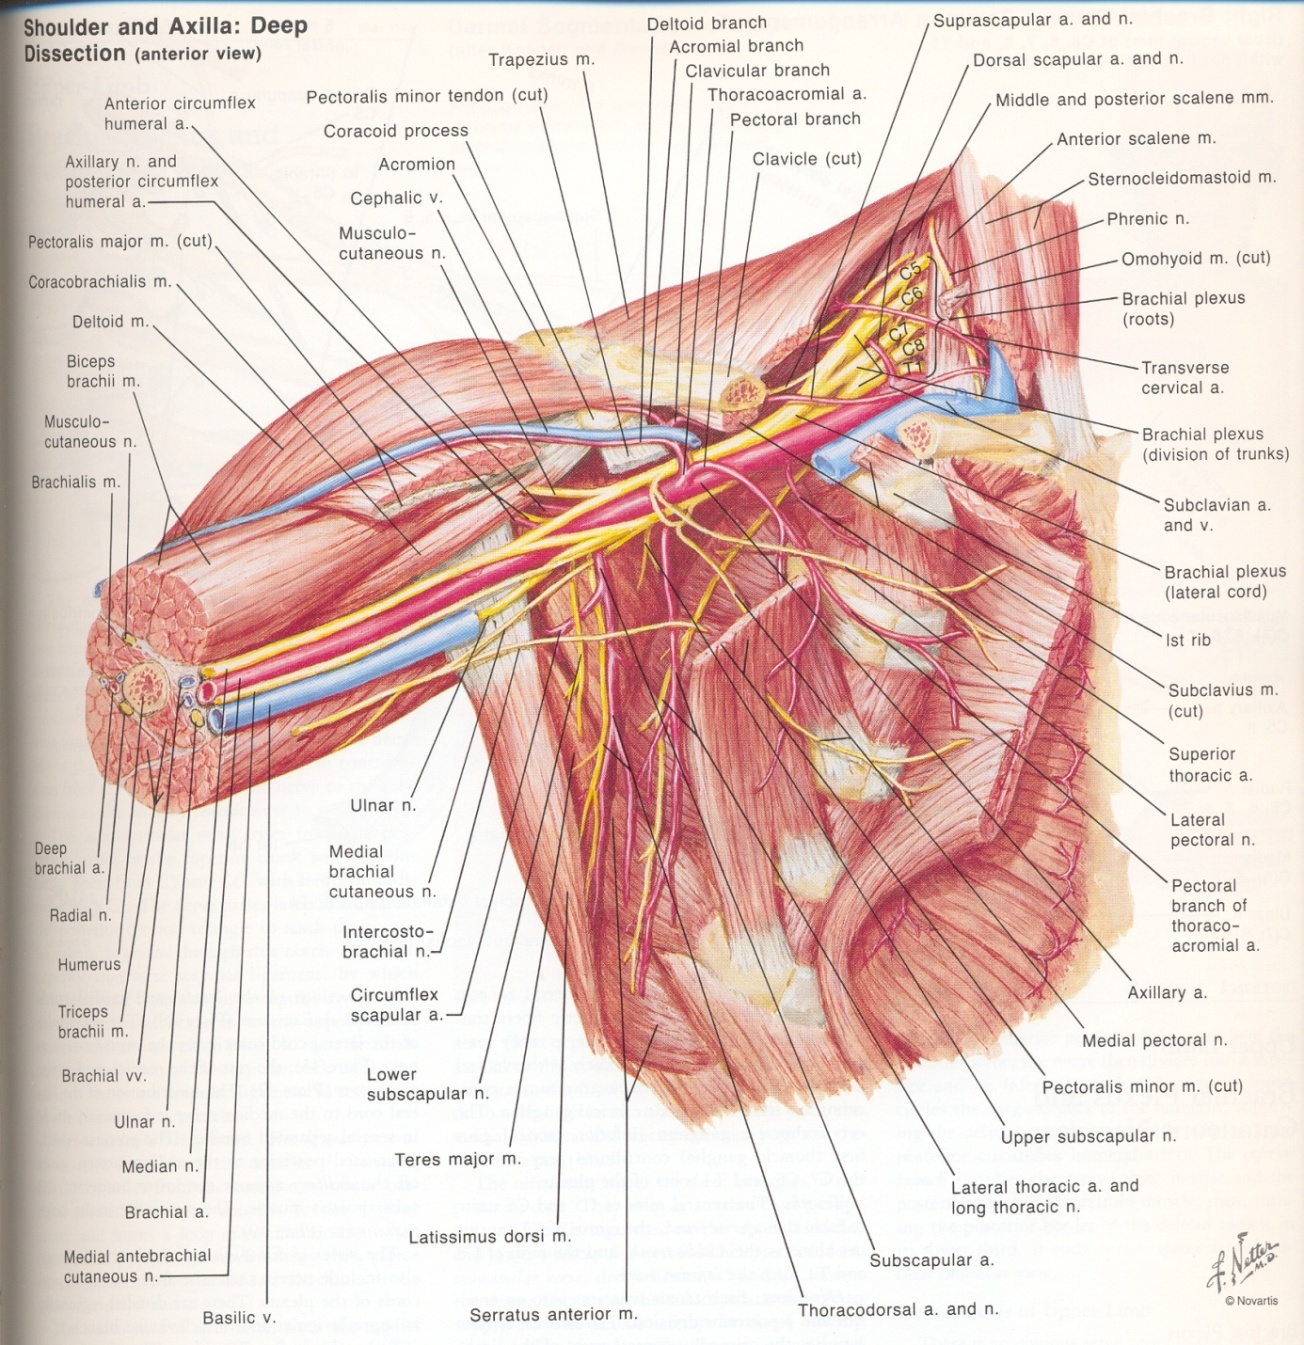 Shoulder and Axilla: Deep
Dissection (anterior view)
Deltoid branch
Acromial branch
Clavicular branch
Thoracoacromial a.
Pectoral branch
Clavicle (cut)
Trapezius m.
Pectoralis minor tendon (cut)
Coracoid process
Acromion
Cephalic v.
Musculo-
cutaneous n.
Anterior circumflex
humeral a.
Axillary n. and
posterior circumflex
humeral a.
Pectoralis major m. (cut)
Coracobrachialis m.
Deltoid m.
Biceps
brachii m.
Musculo-
cutaneous n.
Brachialis m.
Suprascapular a. and n.
Dorsal scapular a. and n.
Middle and posterior scalene mm.
Anterior scalene m.
Sternocleidomastoid m.
Phrenic n.
Omohyoid m. (cut)
Brachial plexus
(roots)
Transverse
cervical a.
Brachial plexus
(division of trunks)
Subclavian a.
and v.
Brachial plexus
(lateral cord)
Ist rib
Subclavius m.
(cut)
Superior
thoracic a.
Lateral
pectoral n.
Pectoral
branch of
thoraco-
acromial a.
Axillary a.
Medial pectoral n.
Pectoralis minor m. (cut)
Upper subscapular n.
Lateral thoracic a. and
long thoracic n.
Subscapular a.
Thoracodorsal a. and n.
C5
C6
C7
C8
T1
Ulnar n.
Medial
brachial
cutaneous n.
Intercosto-
brachial n.
Circumflex
scapular a.
Lower
subscapular n.
Teres major m.
Latissimus dorsi m.
Serratus anterior m.
Deep
brachial a.
Radial n.
Humerus
Triceps
brachii m.
Brachial vv.
Ulnar n.
Median n.
Brachial a.
Medial antebrachial
cutaneous n.
Basilic v.
F. Netter
M.D.
© Novartis